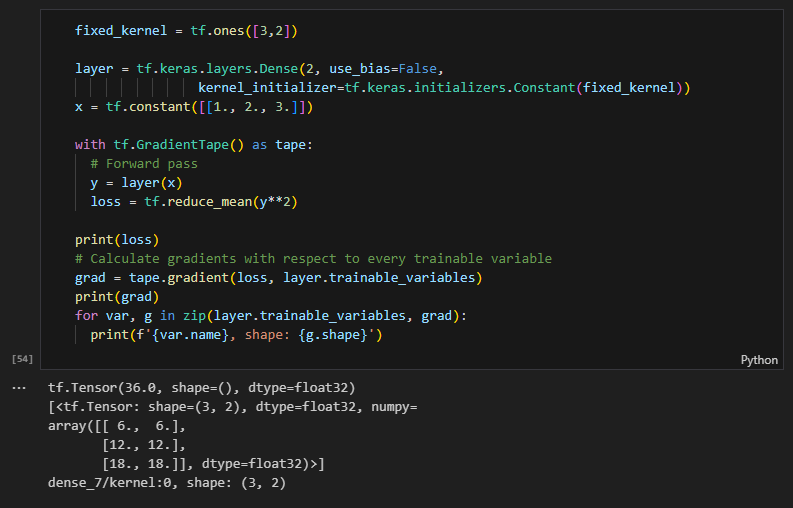 fixed_kernel = tf.ones([3,2])
layer = tf.keras.layers.Dense(2, use_bias=False,
kernel_initializer=tf.keras.initializers.Constant(fixed_kernel))
x = tf.constant([[1., 2., 3.]])
with tf.GradientTape() as tape:
# Forward pass
y = layer(x)
loss = tf.reduce_mean(y**2)
print(loss)
# Calculate gradients with respect to every trainable variable
grad = tape.gradient(loss, layer.trainable_variables)
print(grad)
for var, g in zip(layer.trainable_variables, grad):
print(f'{var.name}, shape: {g.shape}')
[54]
Python
...
tf.Tensor(36.0, shape=(), dtype=float32)
[<tf.Tensor: shape=(3, 2), dtype=float32, numpy=
array([[ 6.,  6.],
[12., 12.],
[18., 18.]], dtype=float32)>]
dense_7/kernel:0, shape: (3, 2)